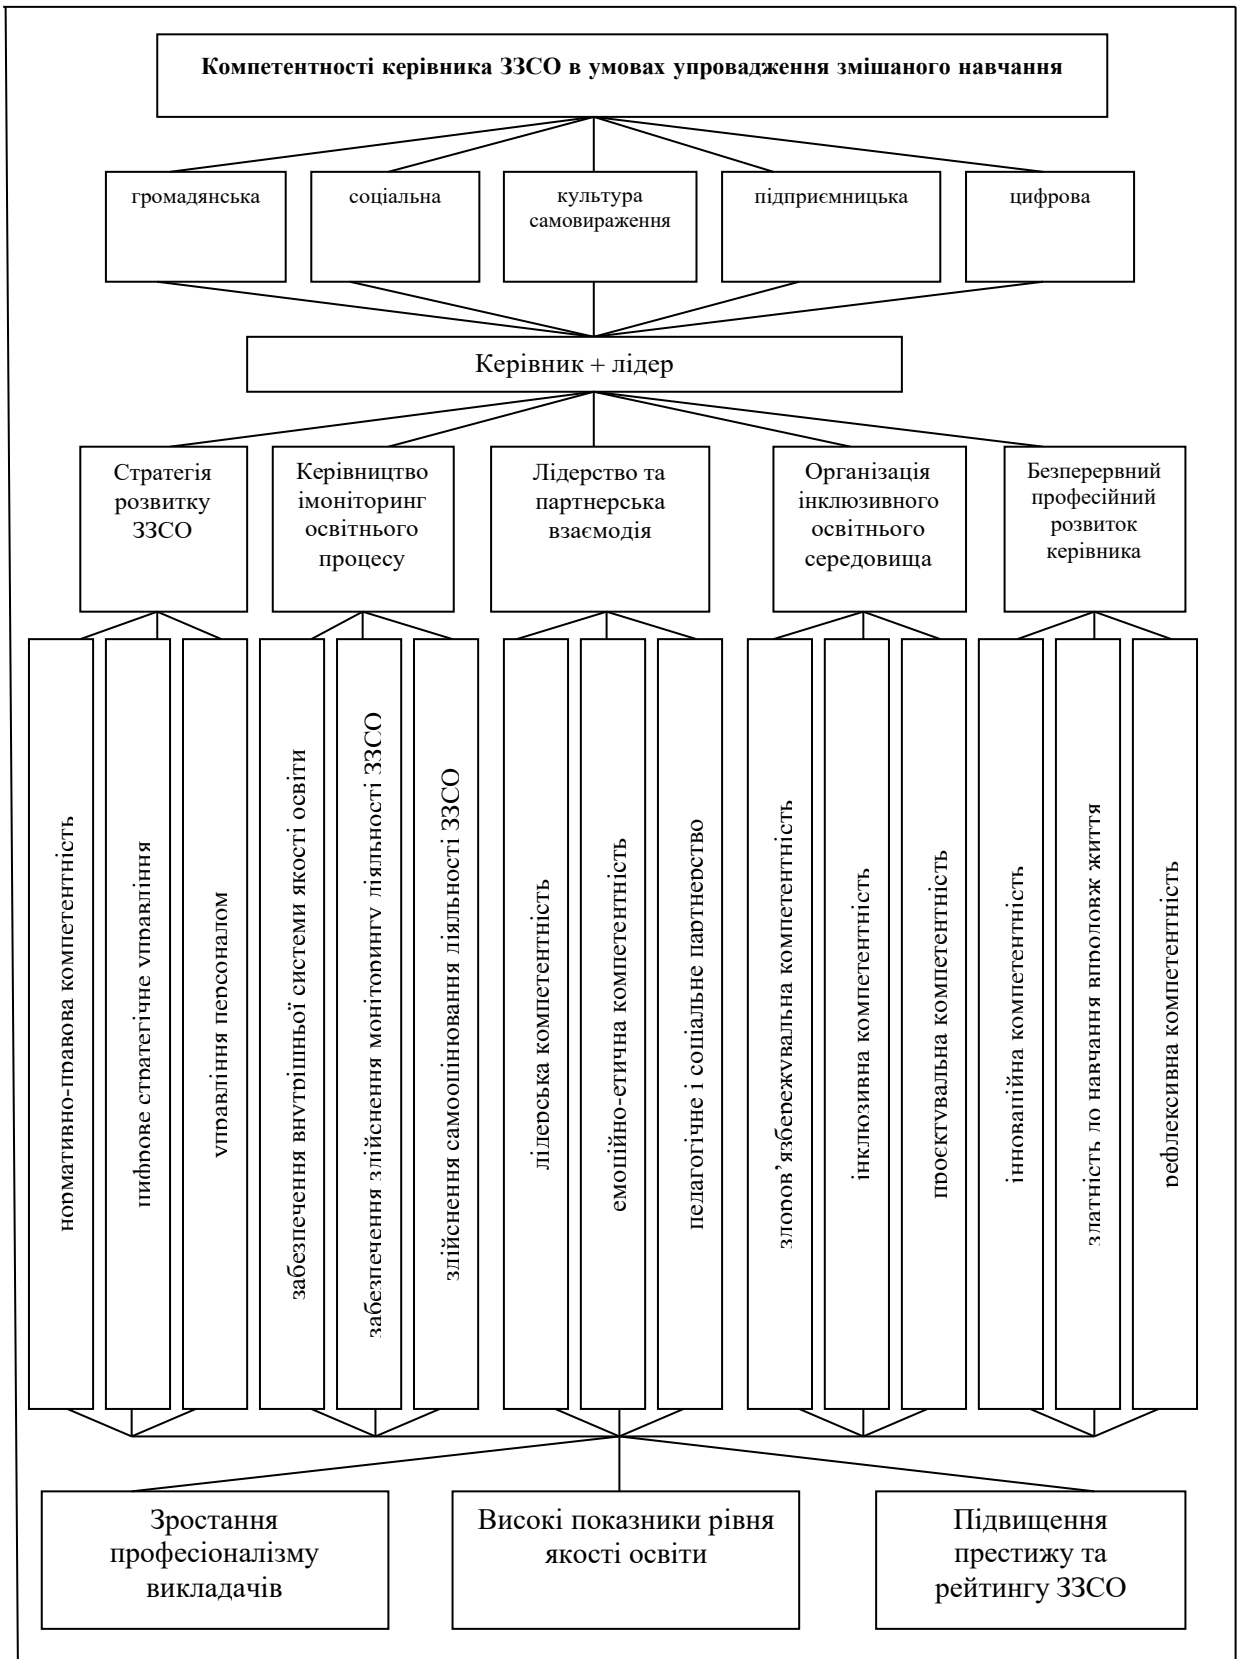 Компетентності керівника ЗЗСО в умовах упровадження змішаного навчання
громадянська
соціальна
культура
самовираження
підприємницька
цифрова
Керівник + лідер
Стратегія
розвитку
ЗЗСО
Керівництво
імоніторинг
освітнього
процесу
Лідерство та
партнерська
взаємодія
Організація
інклюзивного
освітнього
середовища
Безперервний
професійний
розвиток
керівника
нормативно-правова компетентність
цифрове стратегічне управління
управління персоналом
забезпечення внутрішньої системи якості освіти
забезпечення здійснення моніторингу діяльності ЗЗСО
здійснення самооцінювання діяльності ЗЗСО
лідерська компетентність
емоційно-етична компетентність
педагогічне і соціальне партнерство
здоров’язбережувальна компетентність
інклюзивна компетентність
проєктувальна компетентність
інноваційна компетентність
здатність до навчання впродовж життя
рефлексивна компетентність
Зростання
професіоналізму
викладачів
Високі показники рівня
якості освіти
Підвищення
престижу та
рейтингу ЗЗСО